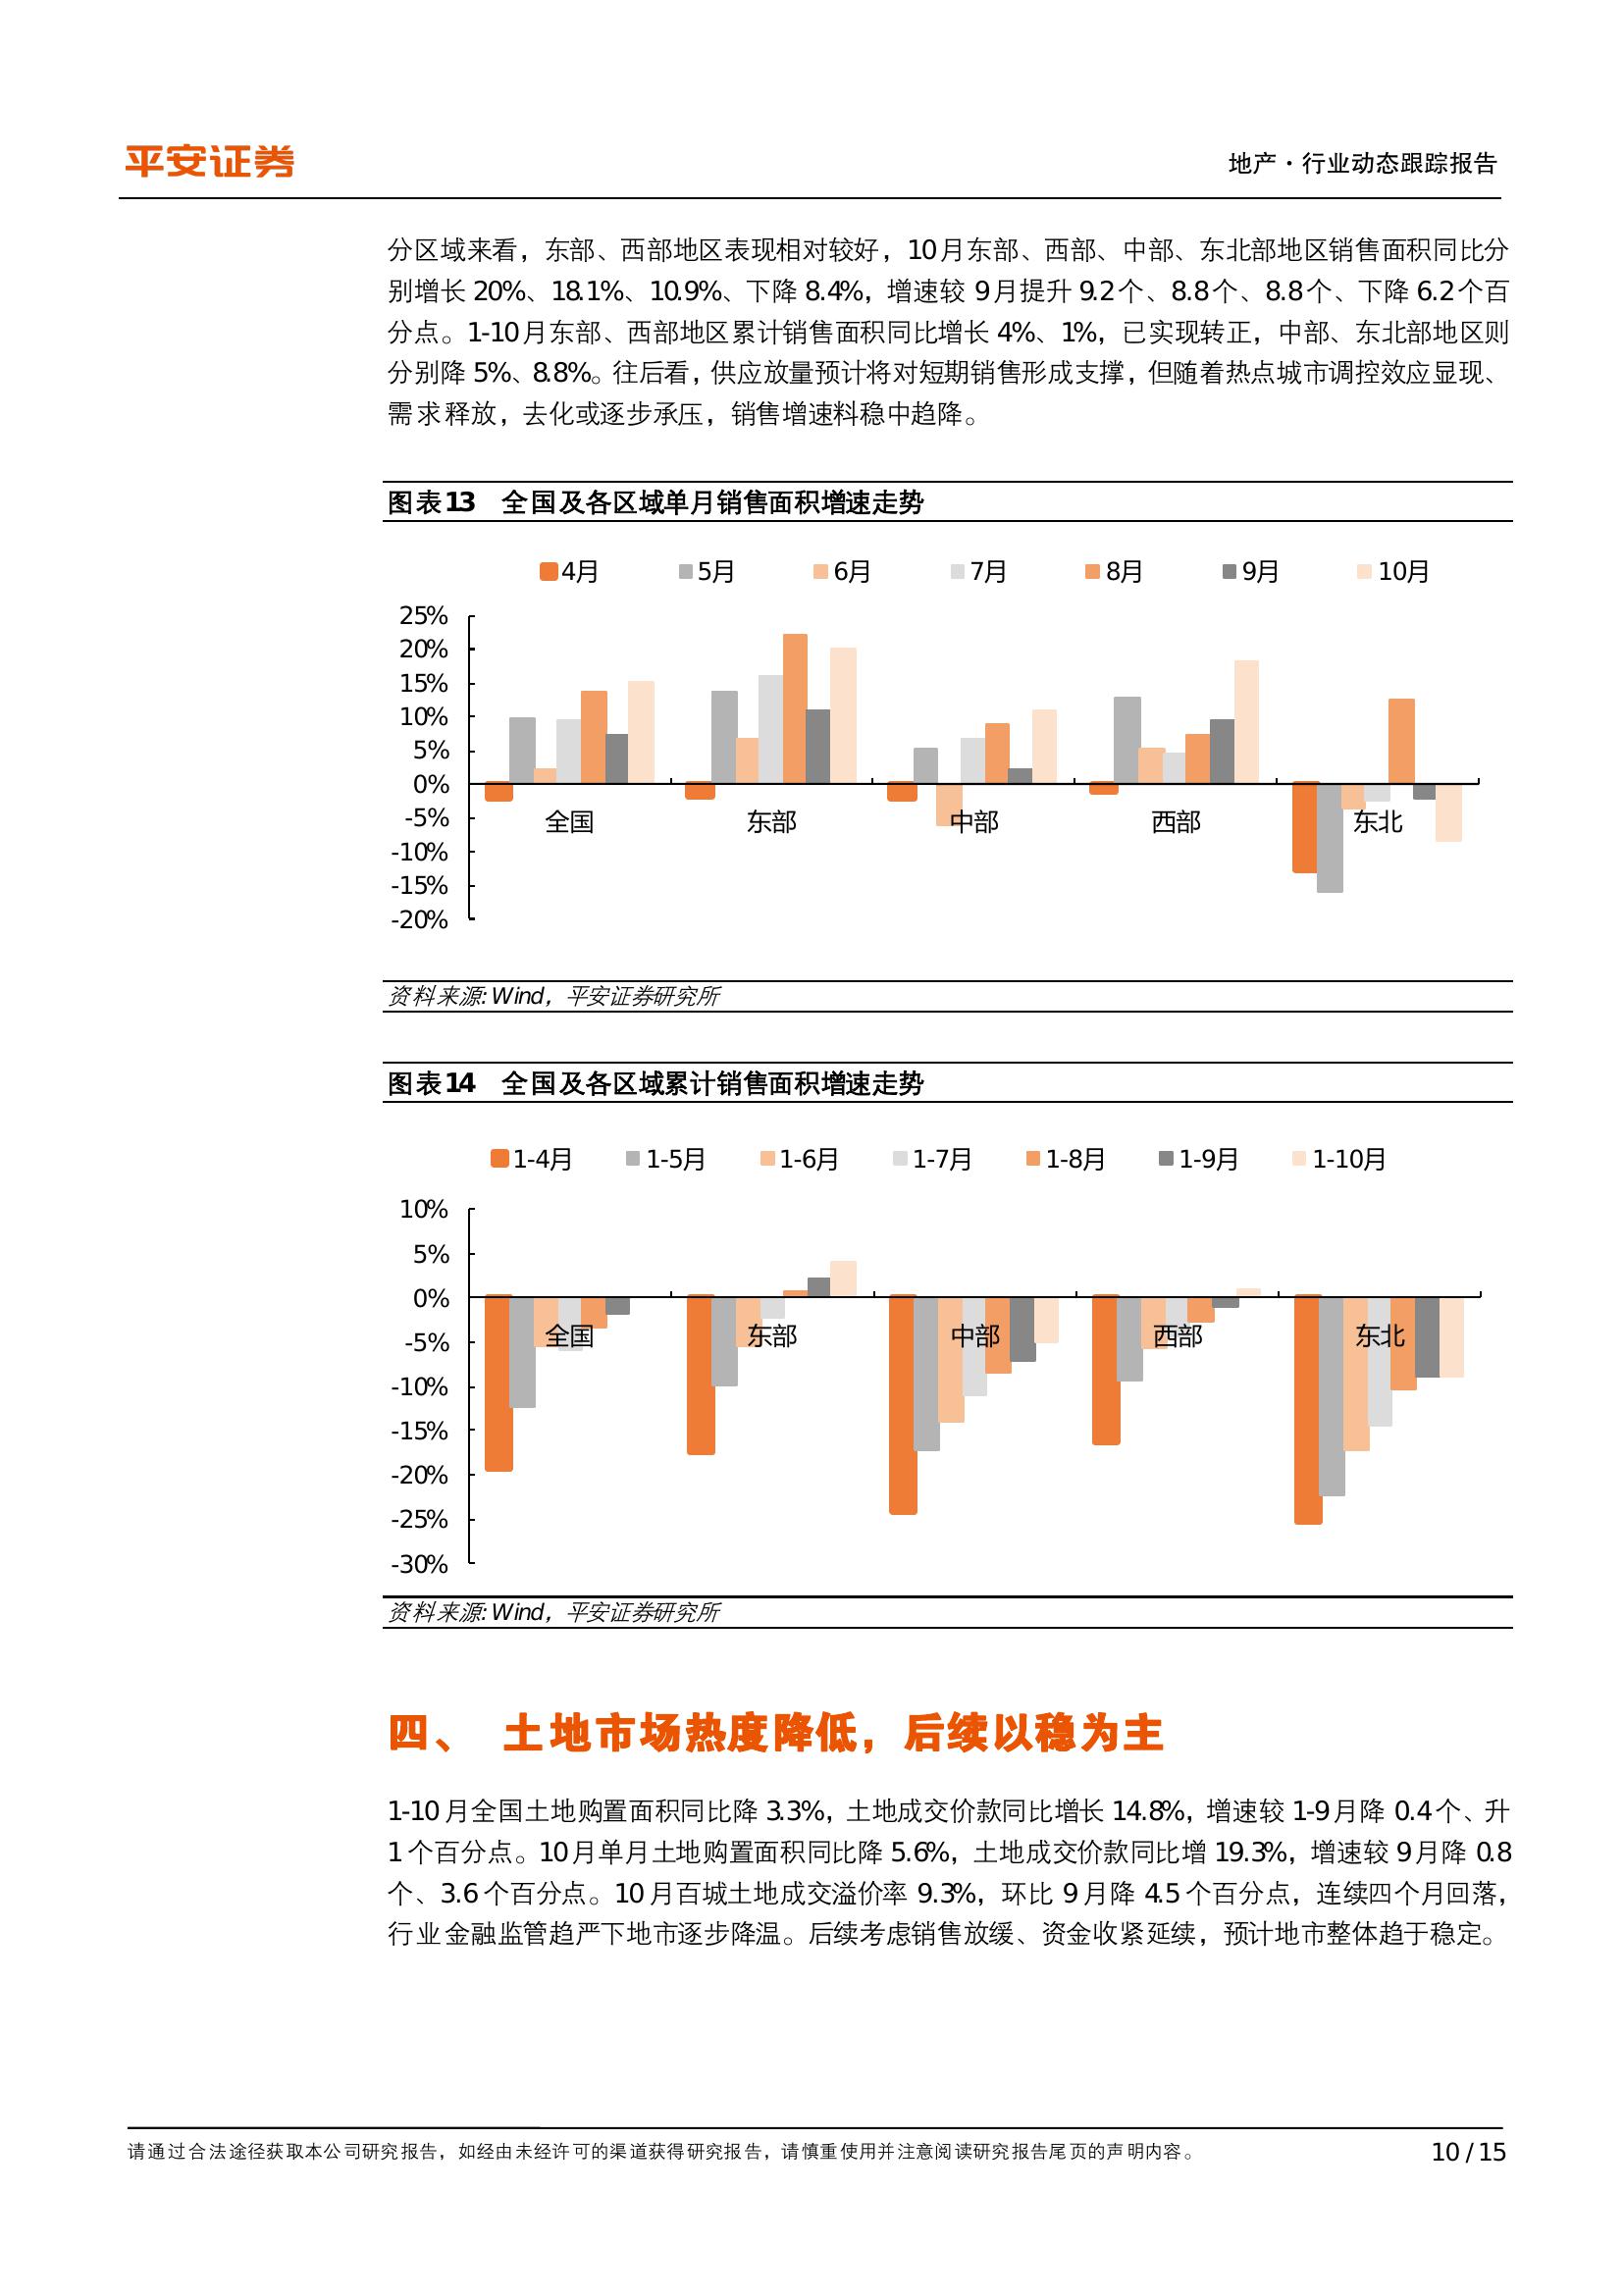 平安证券
地产·行业动态跟踪报告
分区域来看，东部、西部地区表现相对较好，10月东部、西部、中部、东北部地区销售面积同比分
别增长 20%、18.1%、10.9%、下降 8.4%，增速较 9月提升 9.2个、8.8个、8.8个、下降 6.2个百
分点。1-10月东部、西部地区累计销售面积同比增长 4%、1%，已实现转正，中部、东北部地区则
分别降 5%、8.8%。往后看，供应放量预计将对短期销售形成支撑，但随着热点城市调控效应显现、
需求释放，去化或逐步承压，销售增速料稳中趋降。
图表13 全国及各区域单月销售面积增速走势
4月 5月 6月 7月 8月 9月 10月
25%
20%
15%
10%
5%
0%
-5%
-10%
-15%
-20%
全国 东部 中部 西部 东北
资料来源: Wind，平安证券研究所
图表14 全国及各区域累计销售面积增速走势
1-4月 1-5月 1-6月 1-7月 1-8月 1-9月 1-10月
10%
5%
0%
-5%
-10%
-15%
-20%
-25%
-30%
全国 东部 中部 西部 东北
资料来源: Wind，平安证券研究所
四、 土地市场热度降低，后续以稳为主
1-10月全国土地购置面积同比降 3.3%，土地成交价款同比增长 14.8%，增速较 1-9月降 0.4个、升
1个百分点。10月单月土地购置面积同比降 5.6%，土地成交价款同比增 19.3%，增速较 9月降 0.8
个、3.6个百分点。10月百城土地成交溢价率 9.3%，环比 9月降 4.5个百分点，连续四个月回落，
行业金融监管趋严下地市逐步降温。后续考虑销售放缓、资金收紧延续，预计地市整体趋于稳定。
请通过合法途径获取本公司研究报告，如经由未经许可的渠道获得研究报告，请慎重使用并注意阅读研究报告尾页的声明内容。
10 / 15